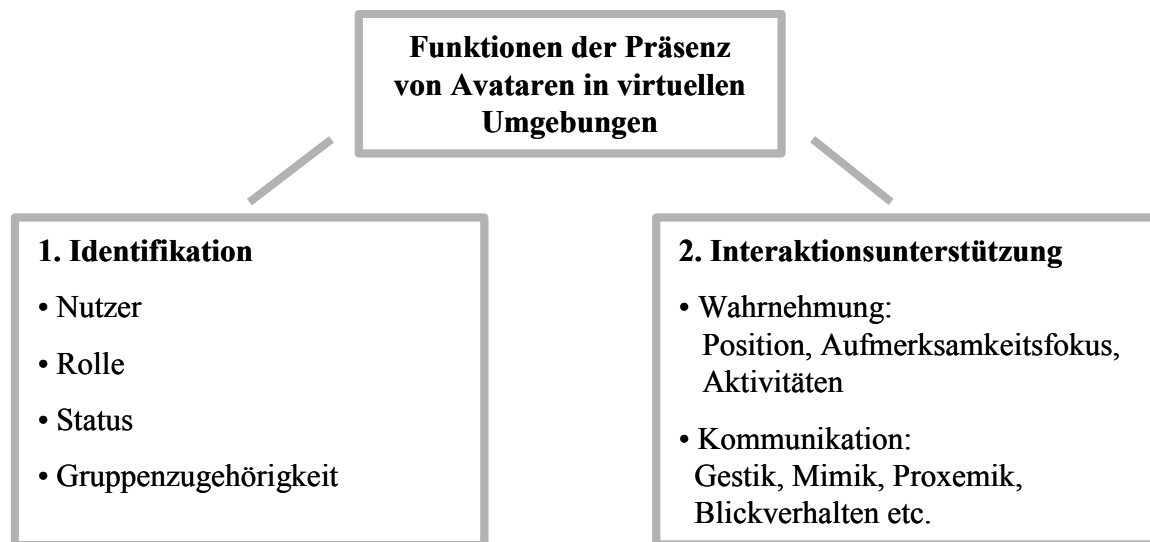 Funktionen der Präsenz
von Avataren in virtuellen
Umgebungen
1. Identifikation
• Nutzer
• Rolle
• Status
• Gruppenzugehörigkeit
2. Interaktionsunterstützung
• Wahrnehmung:
Position, Aufmerksamkeitsfokus,
Aktivitäten
• Kommunikation:
Gestik, Mimik, Proxemik,
Blickverhalten etc.